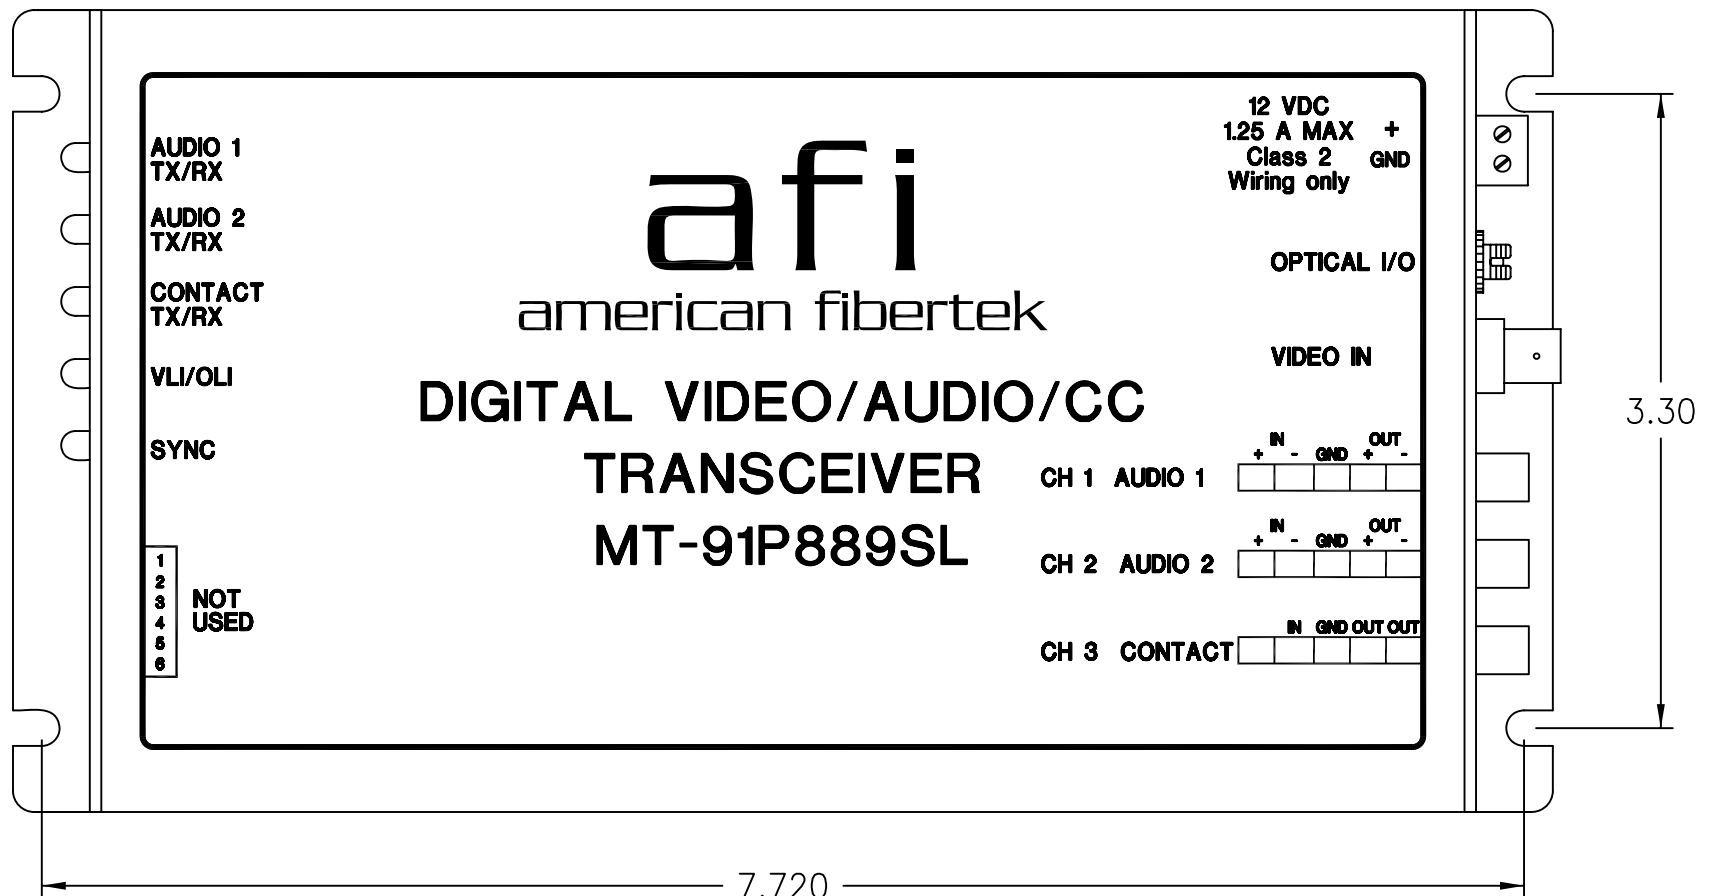 AUDIO 1
TX/RX
AUDIO 2
TX/RX
CONTACT
TX/RX
VLI/OLI
SYNC
1
2
3
4
5
6
NOT
USED
afi
american fibertek
DIGITAL VIDEO/AUDIO/CC
TRANSCEIVER
MT-91P889SL
12 VDC
1.25 A MAX +
Class 2 GND
Wiring only
OPTICAL I/O
VIDEO IN
IN OUT
+ - GND + -
CH 1 AUDIO 1
IN OUT
+ - GND + -
CH 2 AUDIO 2
IN GND OUT OUT
CH 3 CONTACT
3.30
7.720